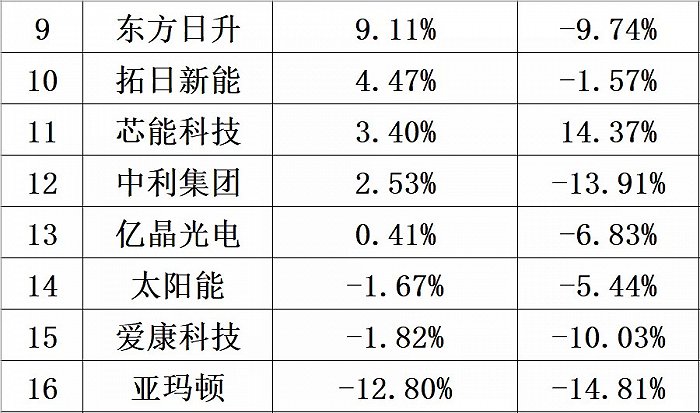 9 东方日升 9.11% -9.74%
10 拓日新能 4.47% -1.57%
11 芯能科技 3.40% 14.37%
12 中利集团 2.53% -13.91%
13 亿晶光电 0.41% -6.83%
14 太阳能 -1.67% -5.44%
15 爱康科技 -1.82% -10.03%
16 亚玛顿 -12.80% -14.81%